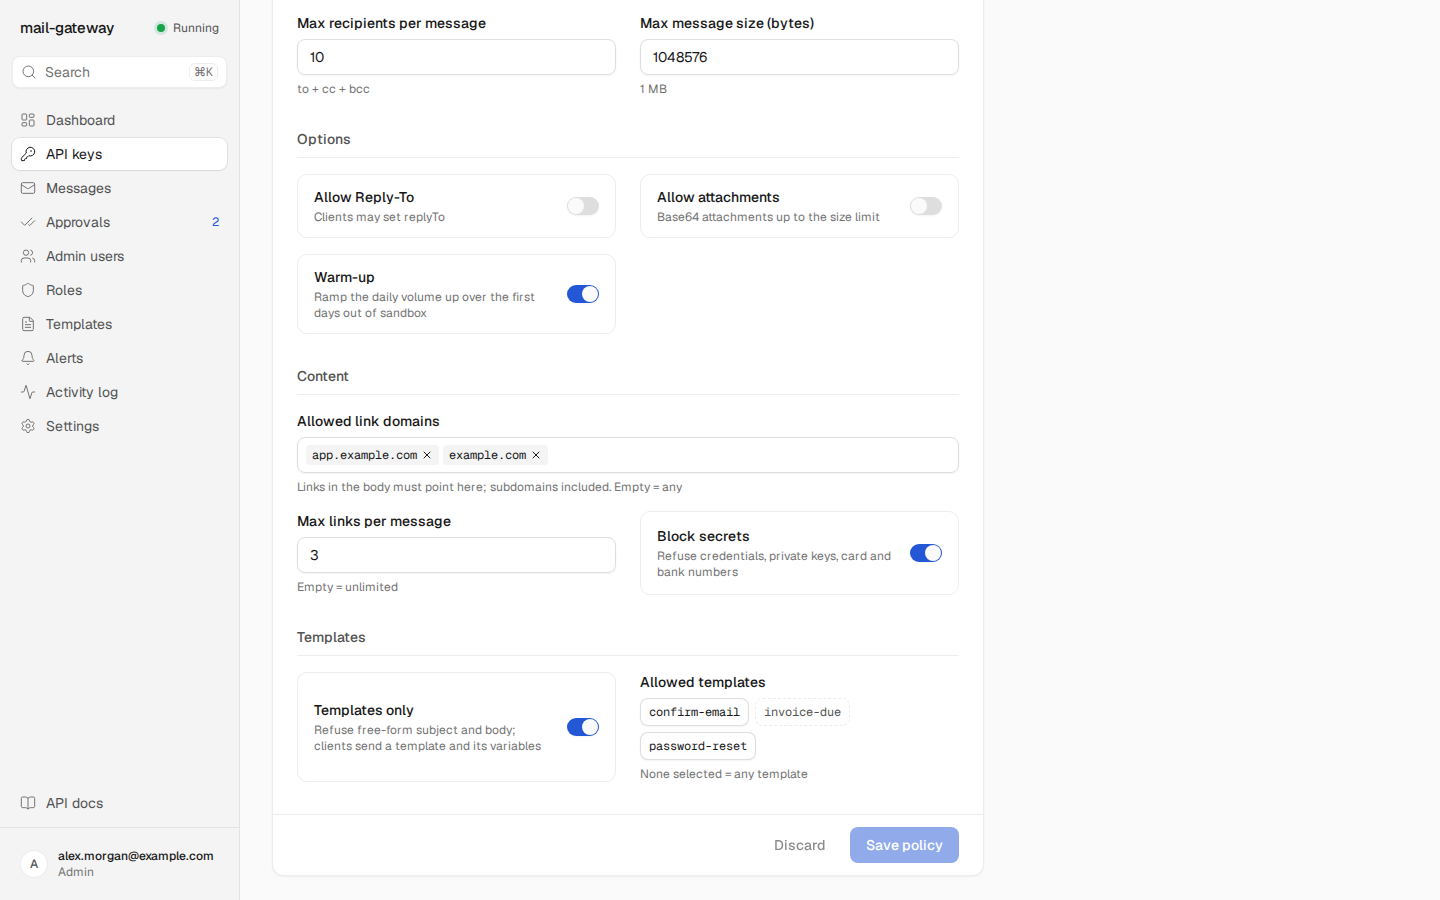 mail-gateway
Running
Search
⌘K
Dashboard
API keys
Messages
Approvals
2
Admin users
Roles
Templates
Alerts
Activity log
Settings
API docs
A
alex.morgan@example.com
Admin
Max recipients per message
10
to + cc + bcc
Max message size (bytes)
1048576
1 MB
Options
Allow Reply-To
Clients may set replyTo
Allow attachments
Base64 attachments up to the size limit
Warm-up
Ramp the daily volume up over the first
days out of sandbox
Content
Allowed link domains
app.example.com
example.com
Links in the body must point here; subdomains included. Empty = any
Max links per message
3
Empty = unlimited
Block secrets
Refuse credentials, private keys, card and
bank numbers
Templates
Templates only
Refuse free-form subject and body;
clients send a template and its variables
Allowed templates
confirm-email
invoice-due
password-reset
None selected = any template
Discard
Save policy